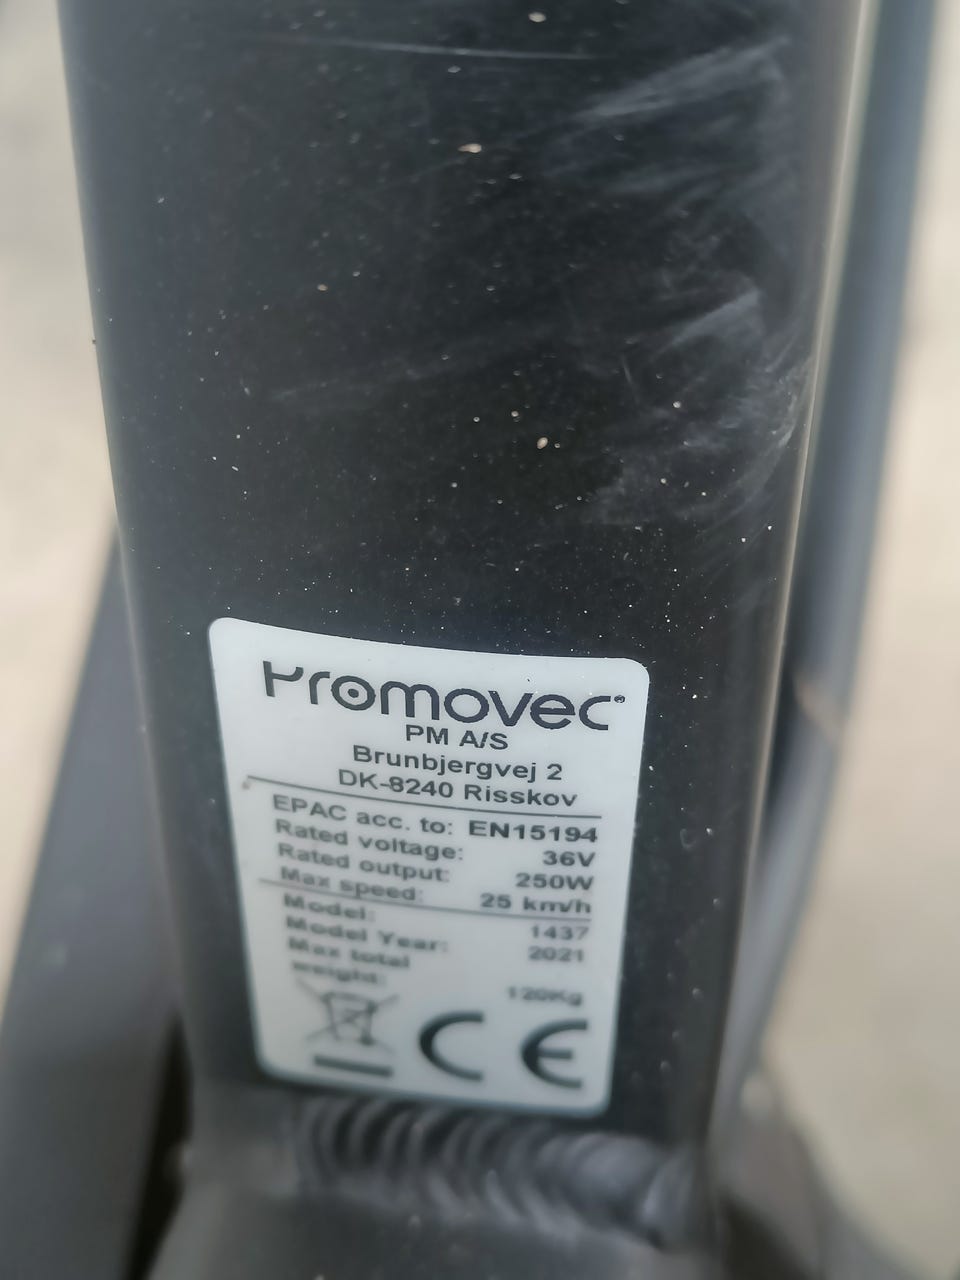 Promovec®
PM A/S
Brunbjergvej 2
DK-8240 Risskov
EPAC acc. to: EN15194
Rated voltage: 36V
Rated output: 250W
Max speed: 25 km/h
Model: 1437
Model Year: 2021
Max total
weight: 120Kg
CE